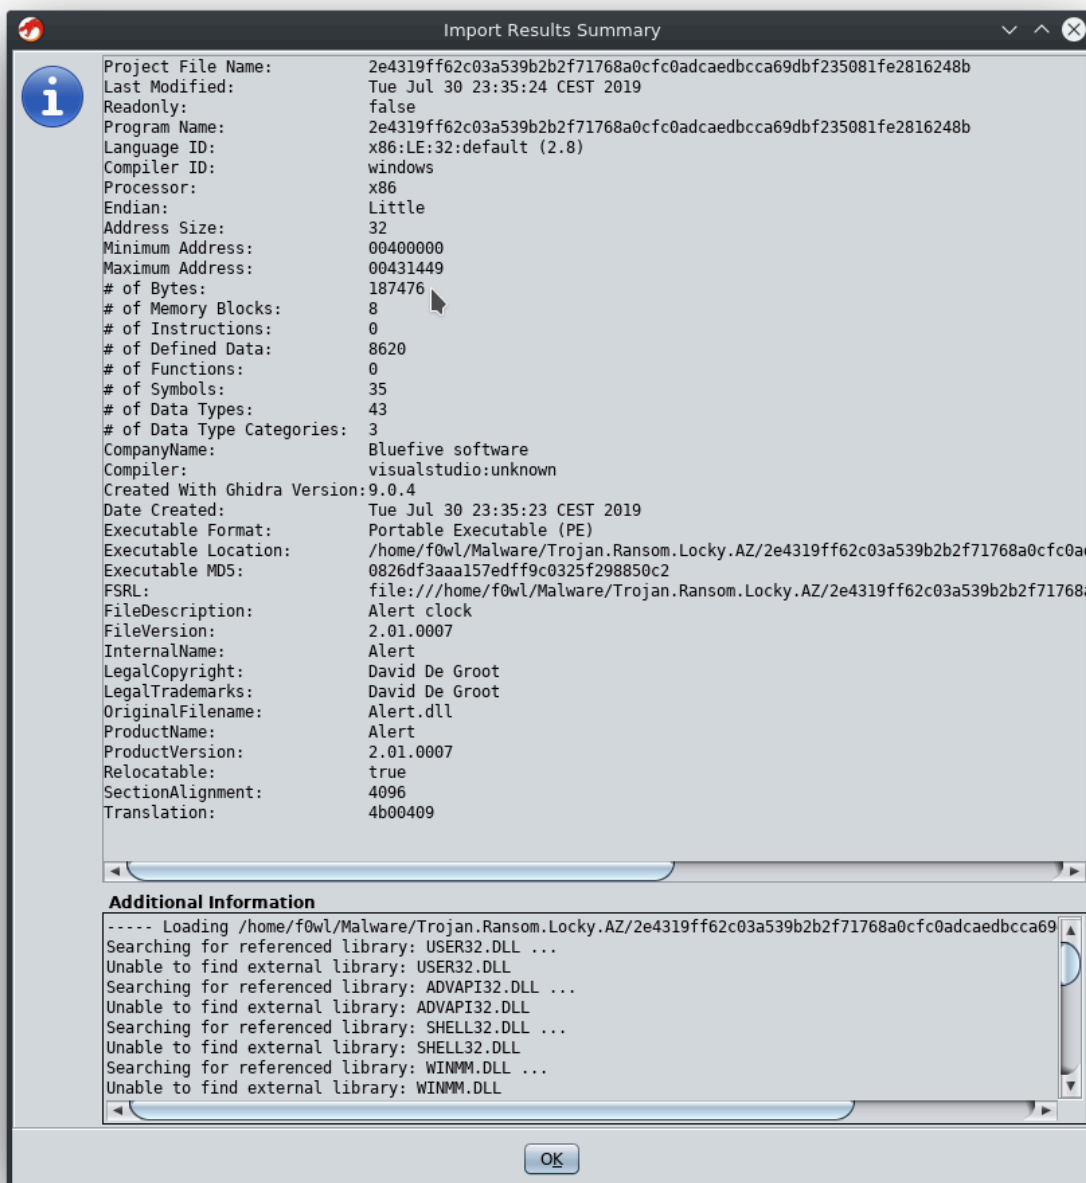 Import Results Summary
Project File Name: 2e4319ff62c03a539b2b2f71768a0cfc0adcaedbcca69dbf235081fe2816248b
Last Modified: Tue Jul 30 23:35:24 CEST 2019
Readonly: false
Program Name: 2e4319ff62c03a539b2b2f71768a0cfc0adcaedbcca69dbf235081fe2816248b
Language ID: x86:LE:32:default (2.8)
Compiler ID: windows
Processor: x86
Endian: Little
Address Size: 32
Minimum Address: 00400000
Maximum Address: 00431449
# of Bytes: 187476
# of Memory Blocks: 8
# of Instructions: 0
# of Defined Data: 8620
# of Functions: 0
# of Symbols: 35
# of Data Types: 43
# of Data Type Categories: 3
CompanyName: Bluefive software
Compiler: visualstudio:unknown
Created With Ghidra Version: 9.0.4
Date Created: Tue Jul 30 23:35:23 CEST 2019
Executable Format: Portable Executable (PE)
Executable Location: /home/f0wl/Malware/Trojan.Ransom.Locky.AZ/2e4319ff62c03a539b2b2f71768a0cfc0a
Executable MD5: 0826df3aaa157edff9c0325f298850c2
FSRL: file:///home/f0wl/Malware/Trojan.Ransom.Locky.AZ/2e4319ff62c03a539b2b2f71768
FileDescription: Alert clock
FileVersion: 2.01.0007
InternalName: Alert
LegalCopyright: David De Groot
LegalTrademarks: David De Groot
OriginalFilename: Alert.dll
ProductName: Alert
ProductVersion: 2.01.0007
Relocatable: true
SectionAlignment: 4096
Translation: 4b00409
Additional Information
----- Loading /home/f0wl/Malware/Trojan.Ransom.Locky.AZ/2e4319ff62c03a539b2b2f71768a0cfc0adcaedbcca69
Searching for referenced library: USER32.DLL ...
Unable to find external library: USER32.DLL
Searching for referenced library: ADVAPI32.DLL ...
Unable to find external library: ADVAPI32.DLL
Searching for referenced library: SHELL32.DLL ...
Unable to find external library: SHELL32.DLL
Searching for referenced library: WINMM.DLL ...
Unable to find external library: WINMM.DLL
OK